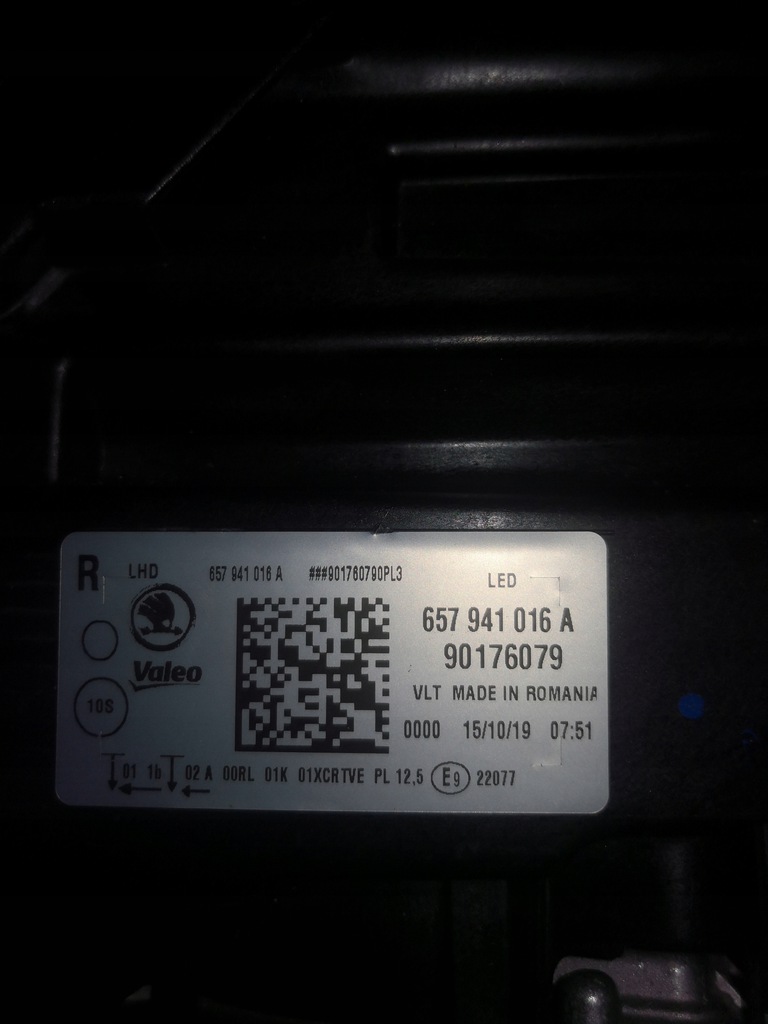 R LHD 657 941 016 A ###901760790PL3 LED
657 941 016 A
Valeo
90176079
10S
VLT MADE IN ROMANIA
0000 15/10/19 07:51
01 1b 02 A 00RL 01K 01XCRTVE PL 12,5 E9 22077